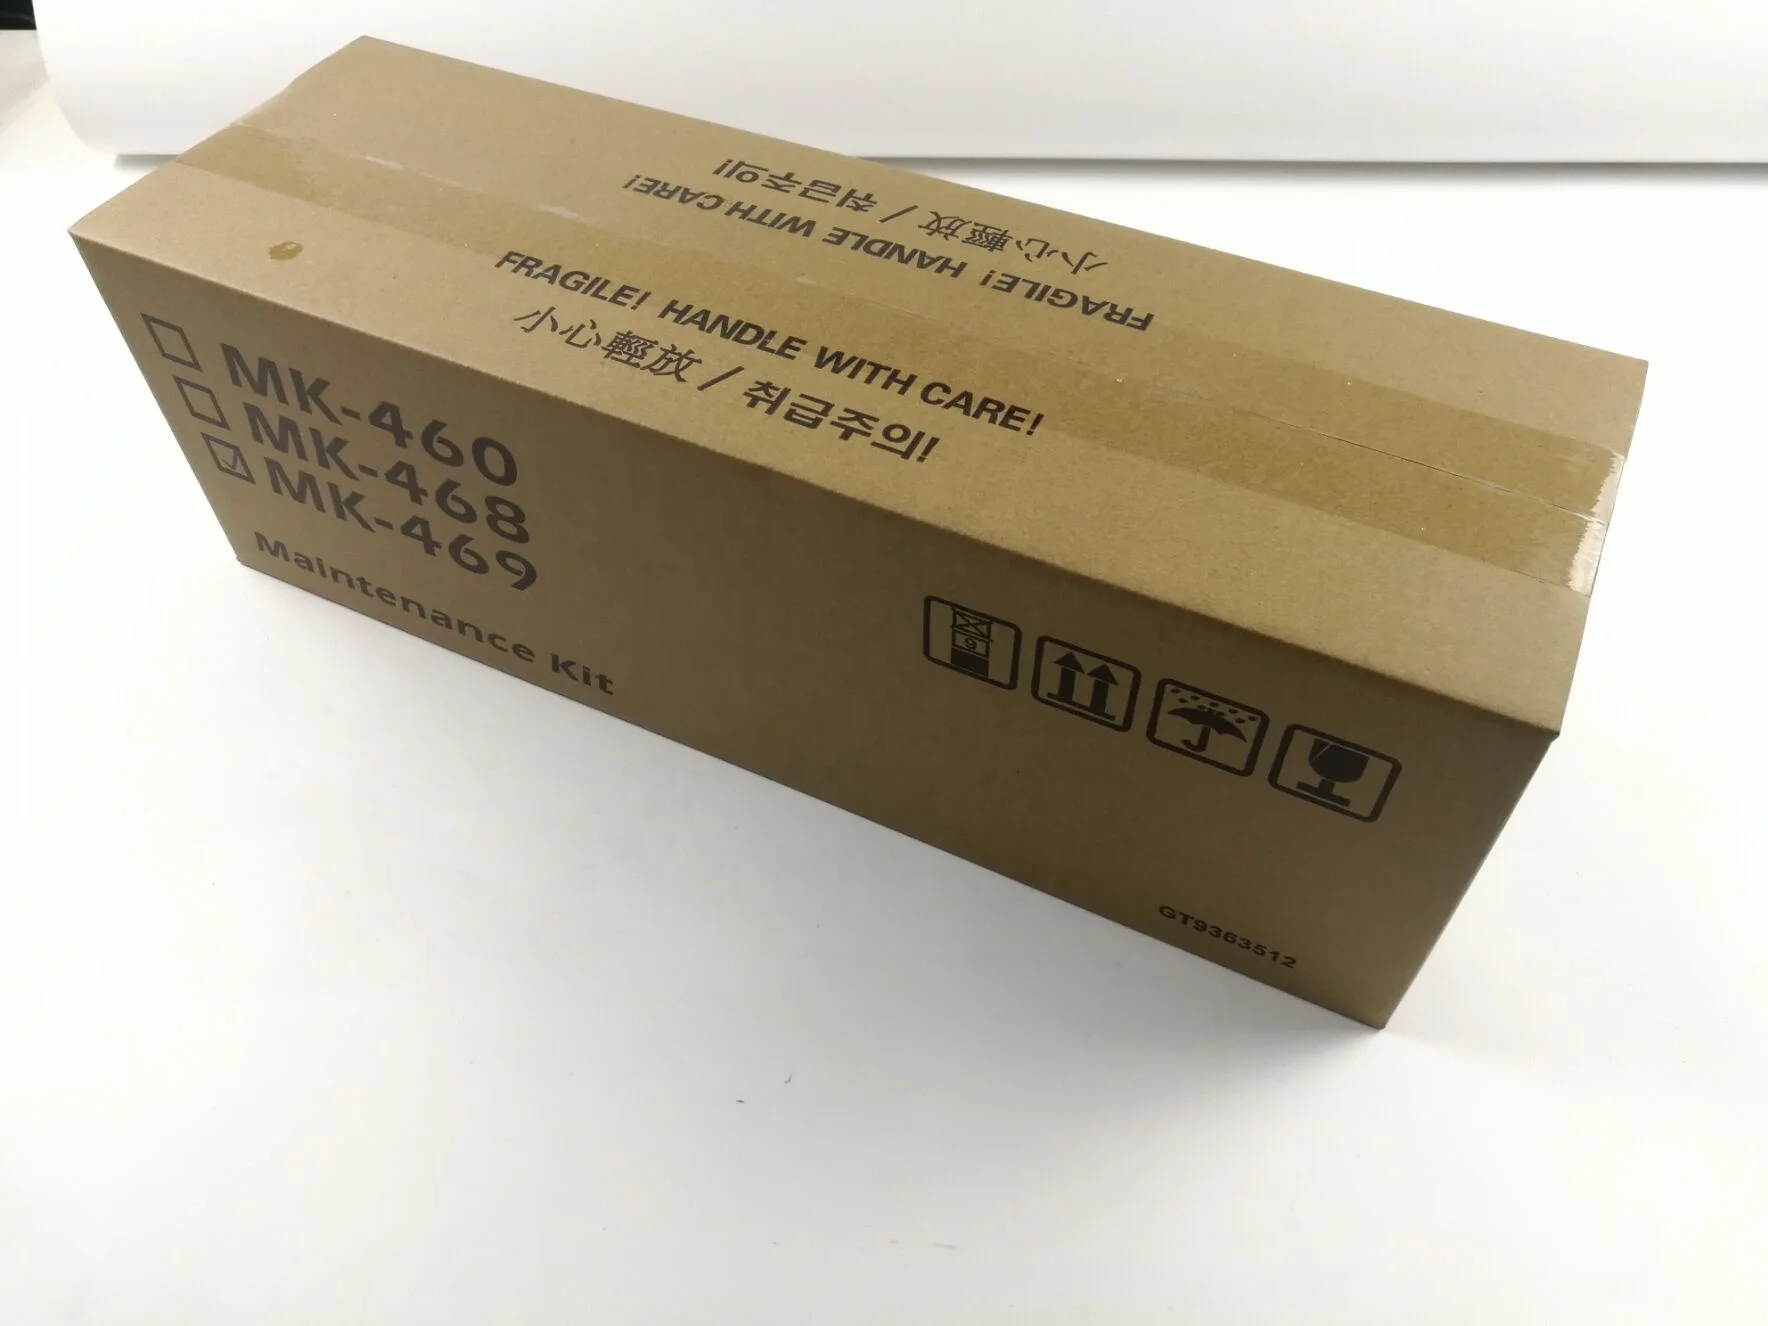 FRAGILE! HANDLE WITH CARE!
小心輕放 / 취급주의!
FRAGILE! HANDLE WITH CARE!
小心輕放 / 취급주의!
MK-460
MK-468
MK-469
Maintenance Kit
9
GT9363512